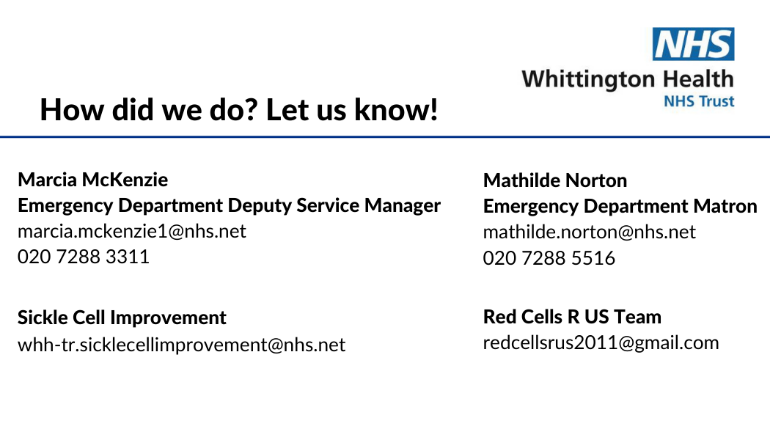 NHS
Whittington Health
NHS Trust
How did we do? Let us know!
Marcia McKenzie
Emergency Department Deputy Service Manager
marcia.mckenzie1@nhs.net
020 7288 3311
Mathilde Norton
Emergency Department Matron
mathilde.norton@nhs.net
020 7288 5516
Sickle Cell Improvement
whh-tr.sicklecellimprovement@nhs.net
Red Cells R US Team
redcellsrus2011@gmail.com